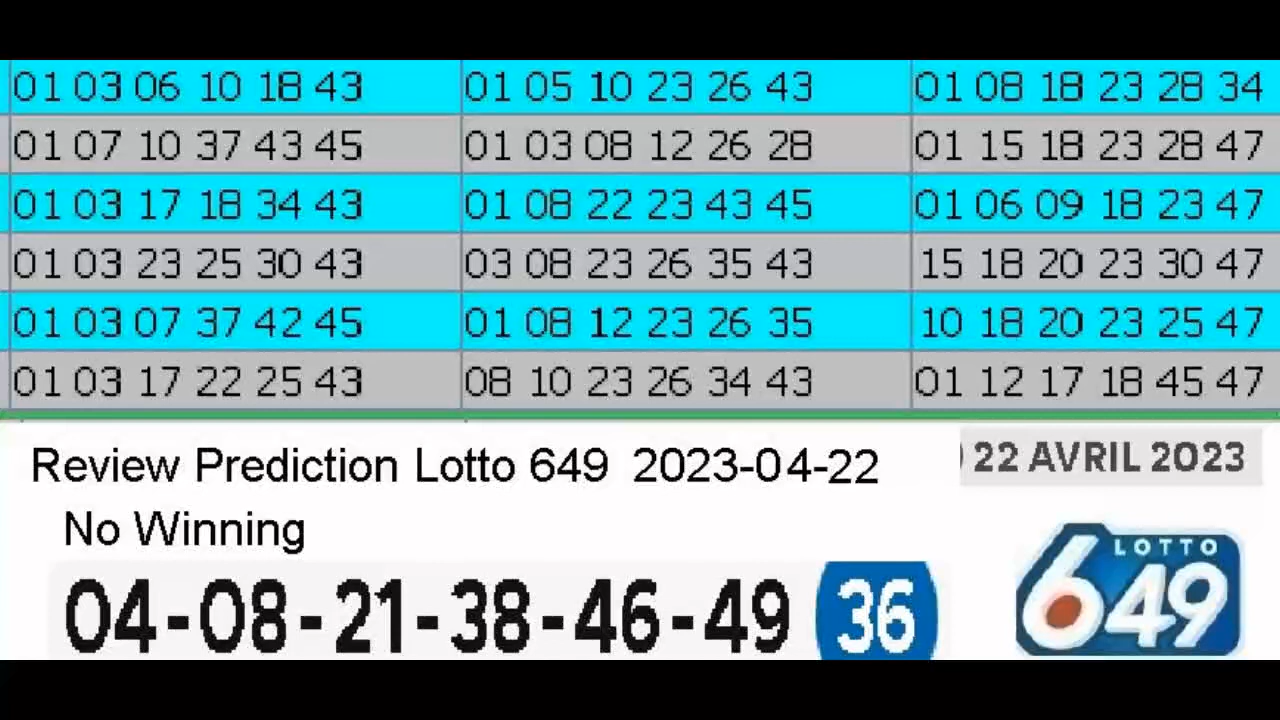 01 03 06 10 18 43 01 05 10 23 26 43 01 08 18 23 28 34
01 07 10 37 43 45 01 03 08 12 26 28 01 15 18 23 28 47
01 03 17 18 34 43 01 08 22 23 43 45 01 06 09 18 23 47
01 03 23 25 30 43 03 08 23 26 35 43 15 18 20 23 30 47
01 03 07 37 42 45 01 08 12 23 26 35 10 18 20 23 25 47
01 03 17 22 25 43 08 10 23 26 34 43 01 12 17 18 45 47
Review Prediction Lotto 649 2023-04-22
22 AVRIL 2023
No Winning
04-08-21-38-46-49 36
LOTTO
649